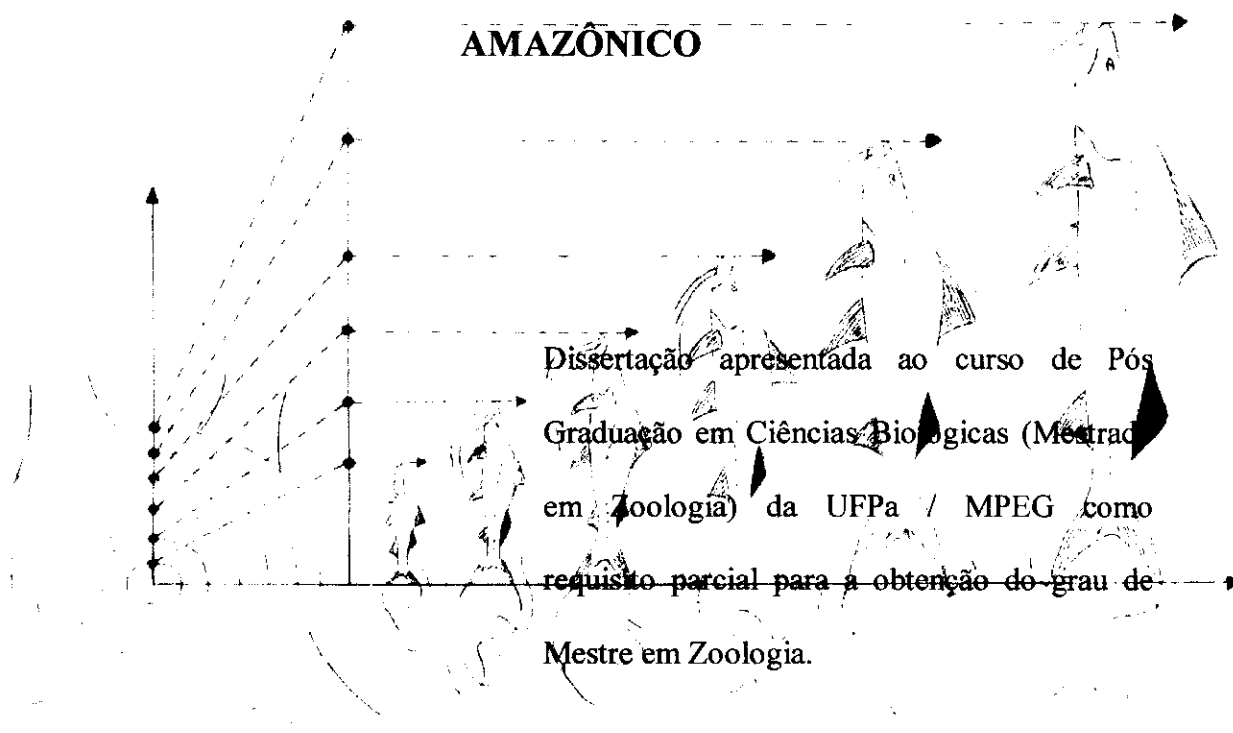 AMAZÔNICO
Dissertação apresentada ao curso de Pós
Graduação em Ciências Biológicas (Mestrado
em Zoologia) da UFPa / MPEG como
requisito parcial para a obtenção do grau de
Mestre em Zoologia.
A